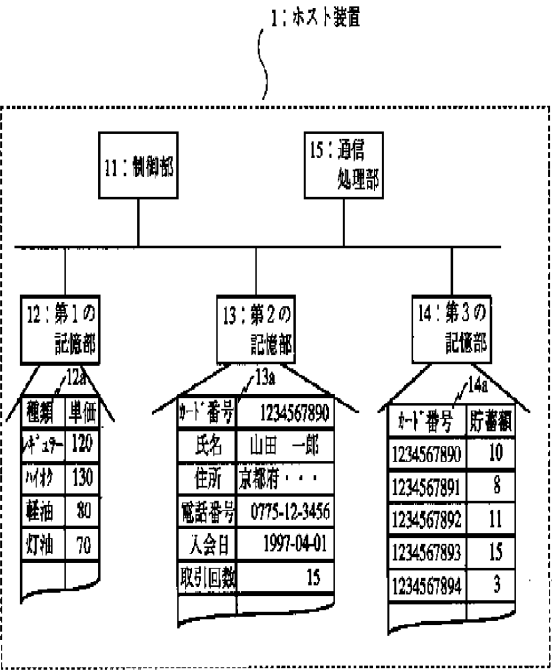 1:ホスト装置
11:制御部
15:通信
処理部
12:第1の
記憶部
13:第2の
記憶部
14:第3の
記憶部
12a
種類 単価
レギュラー 120
ハイオク 130
軽油 80
灯油 70
13a
カード番号 1234567890
氏名 山田 一郎
住所 京都府・・・
電話番号 0775-12-3456
入会日 1997-04-01
取引回数 15
14a
カード番号 貯蓄額
1234567890 10
1234567891 8
1234567892 11
1234567893 15
1234567894 3